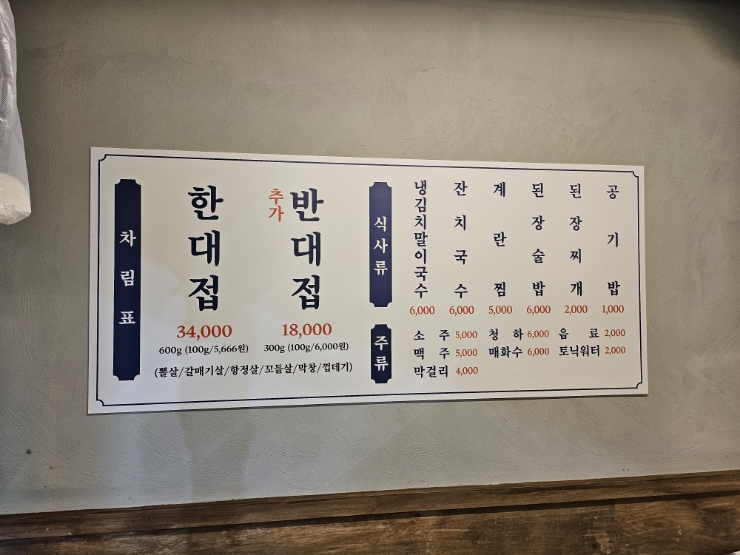 차림표
한대접
34,000
600g (100g/5,666원)
추가 반대접
18,000
300g (100g/6,000원)
(뽈살/갈매기살/항정살/꼬들살/막창/껍데기)
식사류
냉김치말이국수 6,000
잔치국수 6,000
계란찜 5,000
된장술밥 6,000
된장찌개 2,000
공기밥 1,000
주류
소주 5,000 청하 6,000 음료 2,000
맥주 5,000 매화수 6,000 토닉워터 2,000
막걸리 4,000